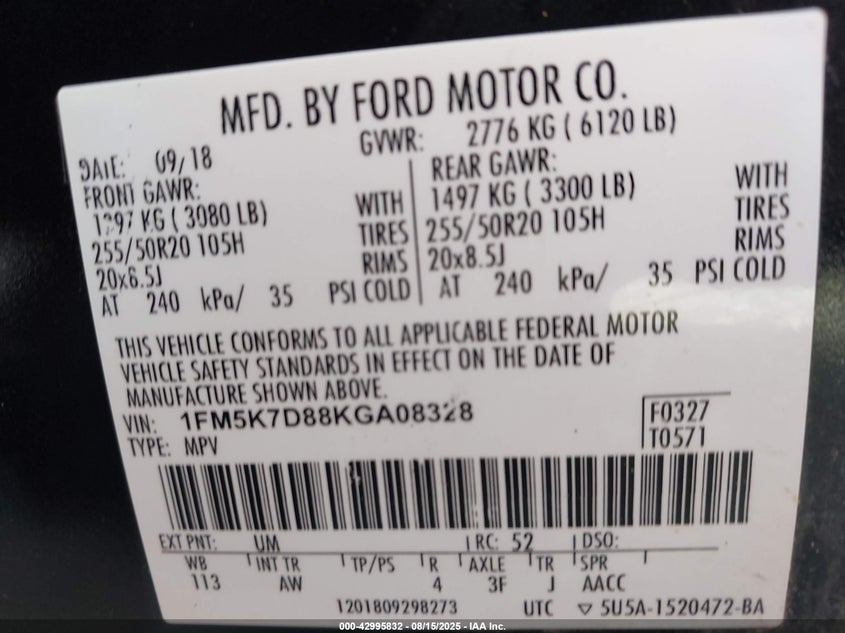 MFD. BY FORD MOTOR CO.
DATE: 09/18 GVWR: 2776 KG ( 6120 LB)
FRONT GAWR: REAR GAWR:
1397 KG ( 3080 LB) WITH 1497 KG ( 3300 LB) WITH
255/50R20 105H TIRES 255/50R20 105H TIRES
20x8.5J RIMS 20x8.5J RIMS
AT 240 kPa/ 35 PSI COLD AT 240 kPa/ 35 PSI COLD
THIS VEHICLE CONFORMS TO ALL APPLICABLE FEDERAL MOTOR
VEHICLE SAFETY STANDARDS IN EFFECT ON THE DATE OF
MANUFACTURE SHOWN ABOVE.
VIN: 1FM5K7D88KGA08328 F0327
TYPE: MPV T0571
EXT PNT: UM RC: 52 DSO:
WB INT TR TP/PS R AXLE TR SPR
113 AW 4 3F J AACC
1201809298273 UTC ▽ 5U5A-1520472-BA
000-42995832 - 08/15/2025 - IAA Inc.